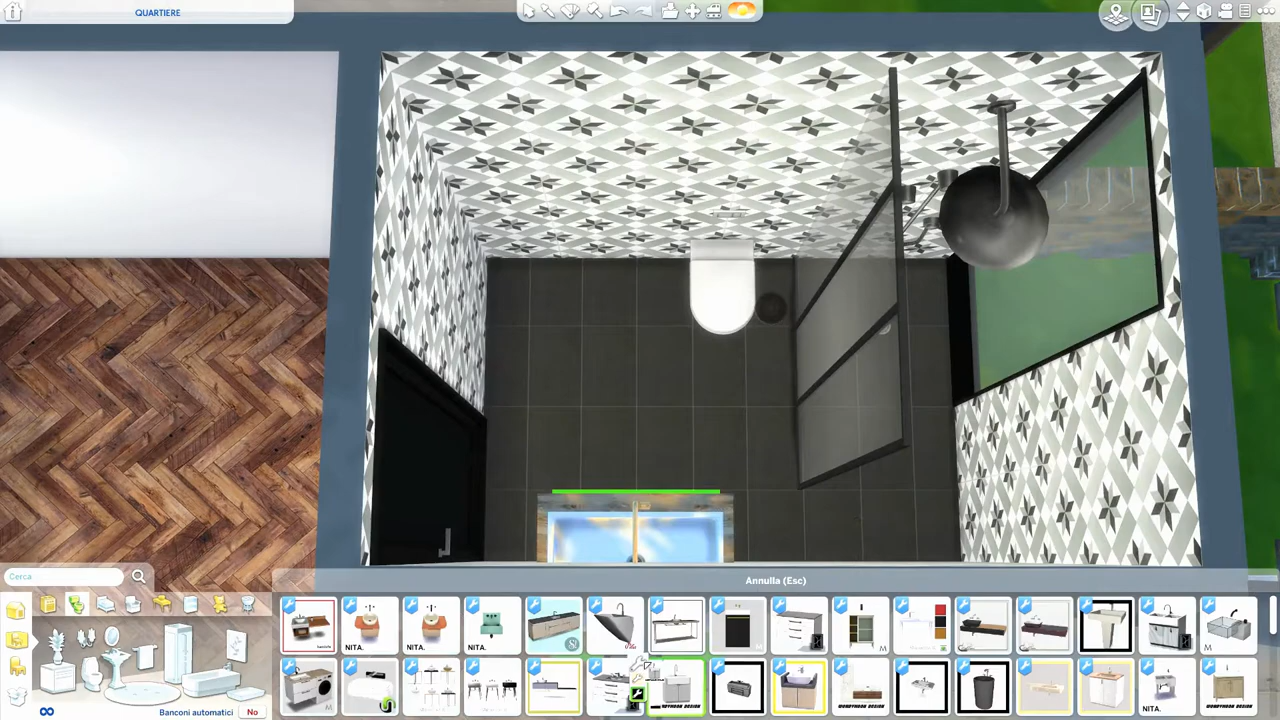 QUARTIERE
Annulla (Esc)
Cerca
NITA.
NITA.
NITA.
M
M
M
M
NITA.
Banconi automatici No